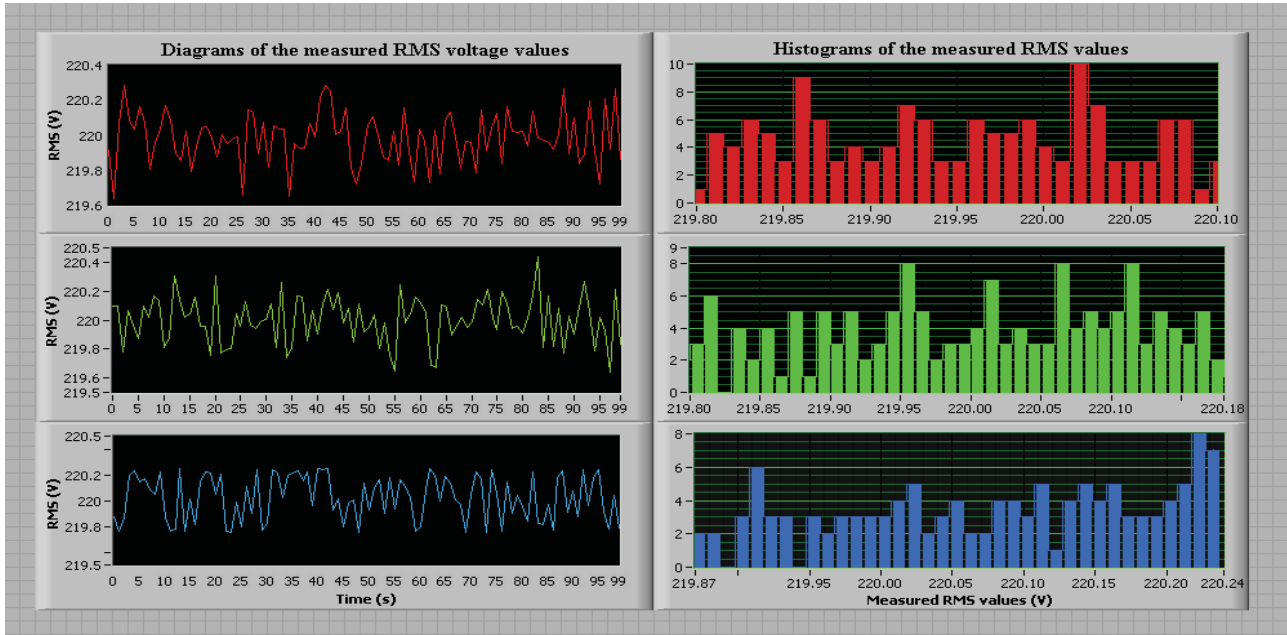 Diagrams of the measured RMS voltage values
220.4
220.2
220
219.8
219.6
RMS (V)
0 5 10 15 20 25 30 35 40 45 50 55 60 65 70 75 80 85 90 95 99
Histograms of the measured RMS values
10
8
6
4
2
0
219.80 219.85 219.90 219.95 220.00 220.05 220.10
220.5
220.4
220.2
220
219.8
219.6
219.5
RMS (V)
0 5 10 15 20 25 30 35 40 45 50 55 60 65 70 75 80 85 90 95 99
9
8
6
4
2
0
219.80 219.85 219.90 219.95 220.00 220.05 220.10 220.18
220.5
220.2
220
219.8
219.5
RMS (V)
0 5 10 15 20 25 30 35 40 45 50 55 60 65 70 75 80 85 90 95 99
Time (s)
8
6
4
2
0
219.87 219.95 220.00 220.05 220.10 220.15 220.20 220.24
Measured RMS values (V)